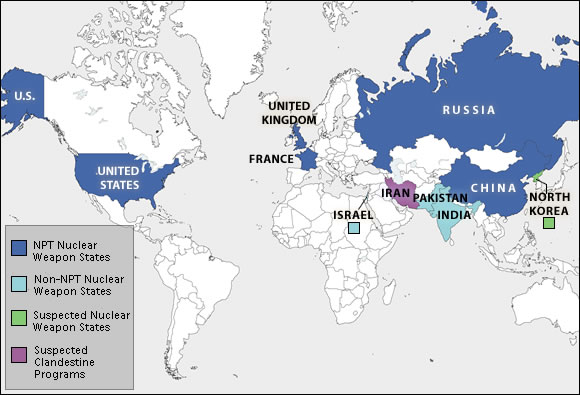 U.S.
UNITED
STATES
UNITED
KINGDOM
FRANCE
RUSSIA
ISRAEL
IRAN
PAKISTAN
INDIA
CHINA
NORTH
KOREA
NPT Nuclear
Weapon States
Non-NPT Nuclear
Weapon States
Suspected Nuclear
Weapon States
Suspected
Clandestine
Programs